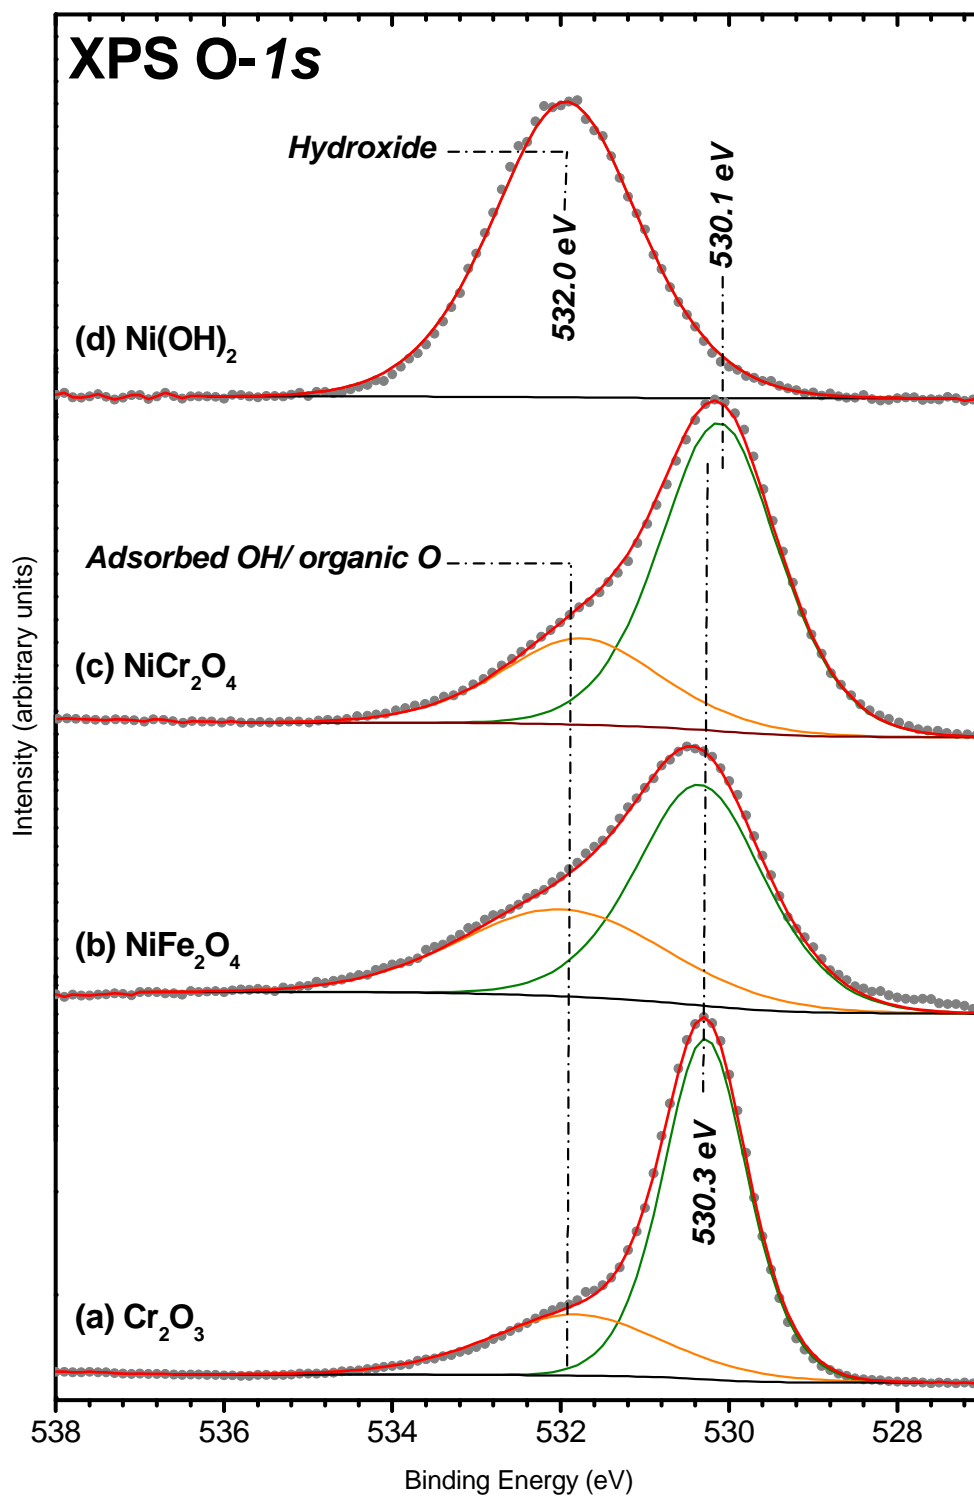 XPS O-1s
Hydroxide
532.0 eV
530.1 eV
(d) Ni(OH)2
Adsorbed OH/ organic O
(c) NiCr2O4
(b) NiFe2O4
530.3 eV
(a) Cr2O3
Intensity (arbitrary units)
538 536 534 532 530 528
Binding Energy (eV)